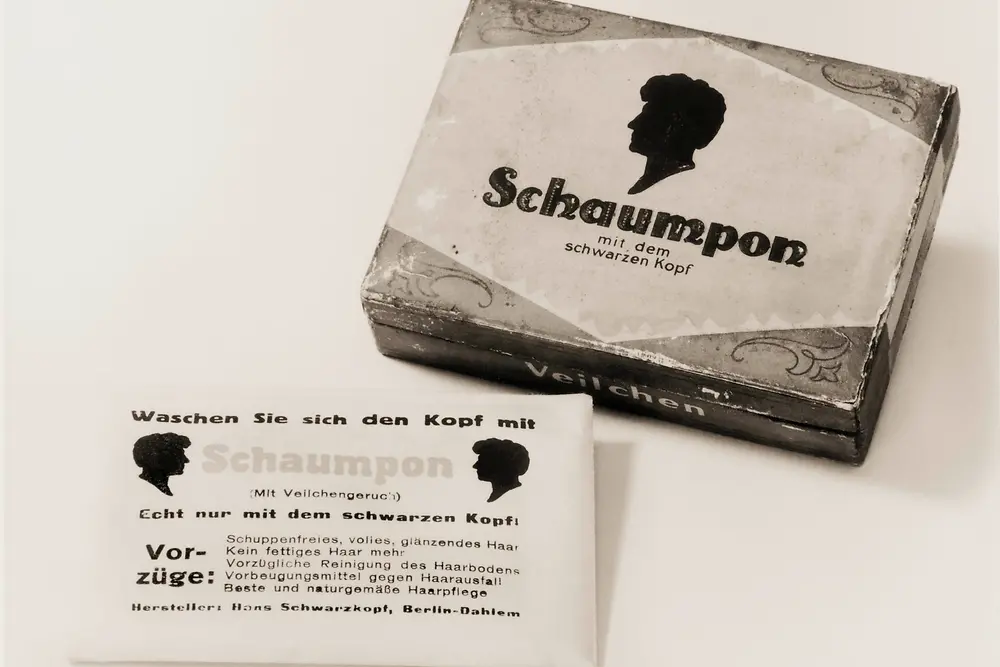 Schaumpon
mit dem
schwarzen Kopf
Veilchen
Waschen Sie sich den Kopf mit
Schaumpon
(Mit Veilchengeruch)
Echt nur mit dem schwarzen Kopf!
Vor-
züge:
Schuppenfreies, volles, glänzendes Haar
Kein fettiges Haar mehr
Vorzügliche Reinigung des Haarbodens
Vorbeugungsmittel gegen Haarausfall
Beste und naturgemäße Haarpflege
Hersteller: Hans Schwarzkopf, Berlin-Dahlem